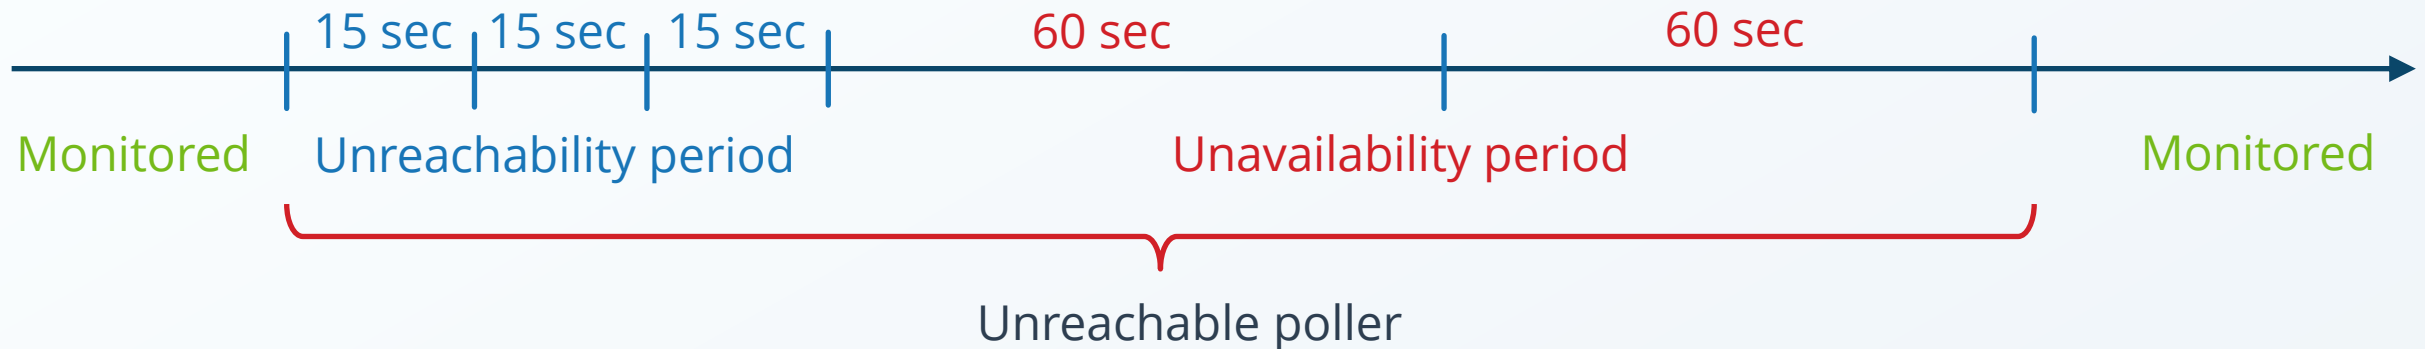 15 sec 15 sec 15 sec 60 sec 60 sec
Monitored Unreachability period Unavailability period Monitored
Unreachable poller